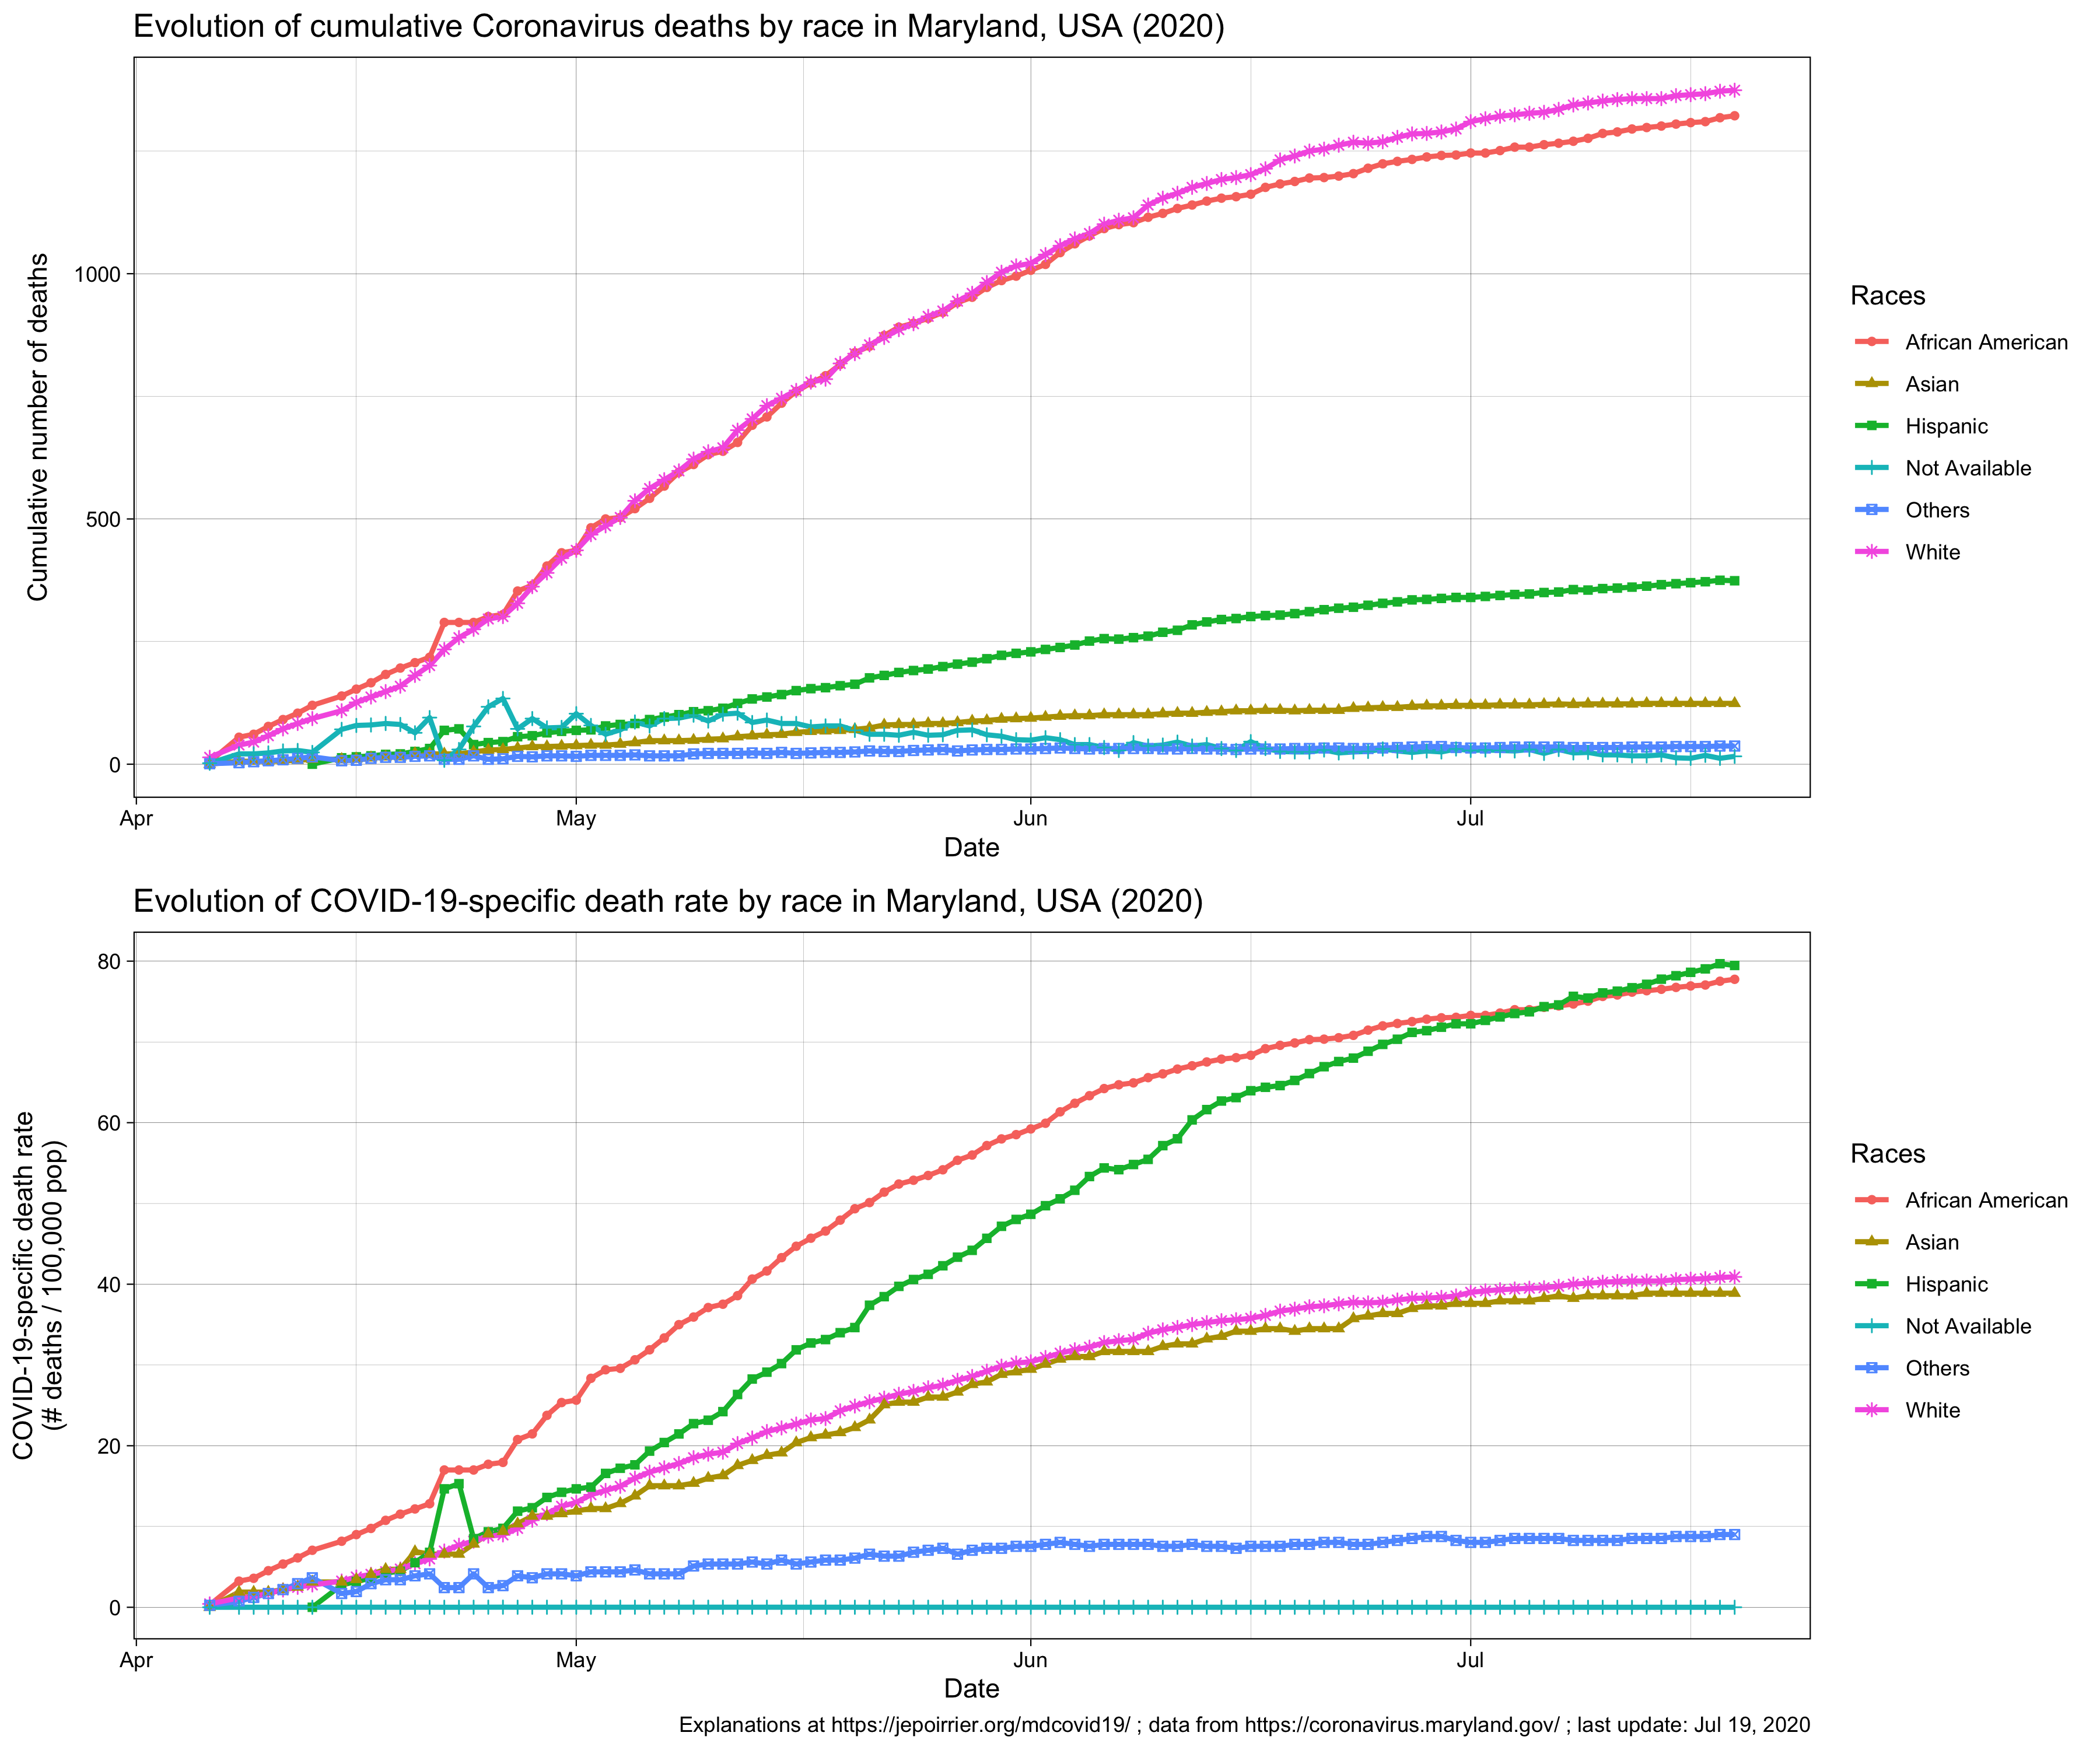 Evolution of cumulative Coronavirus deaths by race in Maryland, USA (2020)
Cumulative number of deaths
1000
500
0
Apr
May
Jun
Jul
Date
Races
African American
Asian
Hispanic
Not Available
Others
White
Evolution of COVID-19-specific death rate by race in Maryland, USA (2020)
COVID-19-specific death rate
(# deaths / 100,000 pop)
80
60
40
20
0
Apr
May
Jun
Jul
Date
Races
African American
Asian
Hispanic
Not Available
Others
White
Explanations at https://jepoirrier.org/mdcovid19/ ; data from https://coronavirus.maryland.gov/ ; last update: Jul 19, 2020